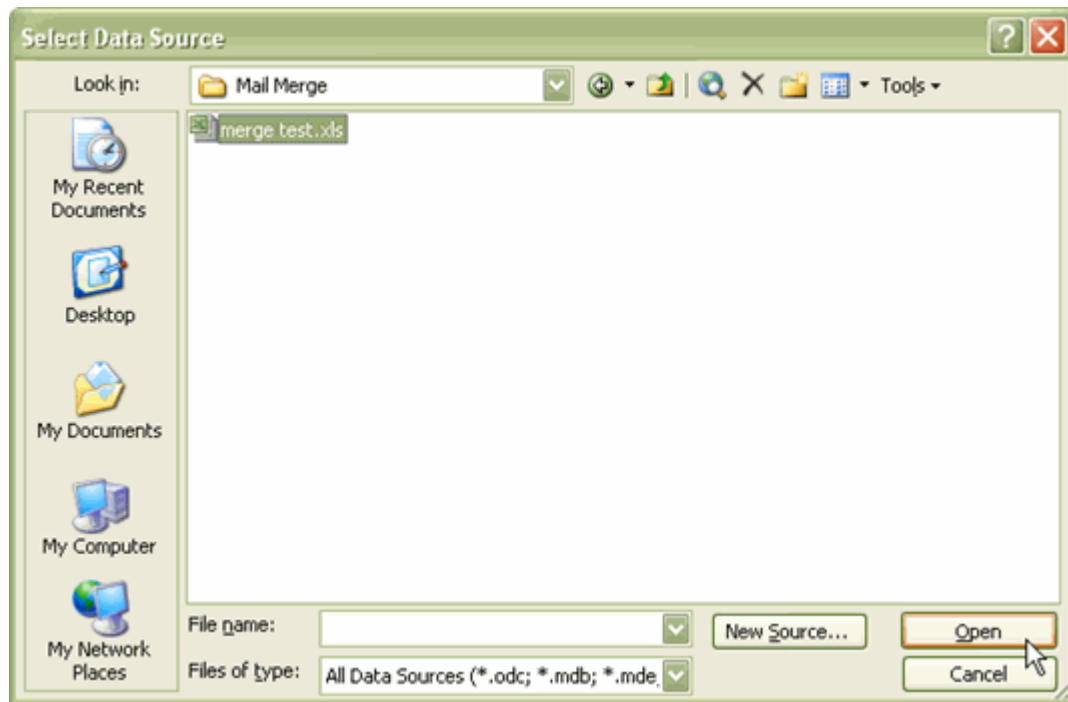 Select Data Source
Look in:
Mail Merge
Tools
merge test.xls
My Recent
Documents
Desktop
My Documents
My Computer
My Network
Places
File name:
New Source...
Open
Files of type:
All Data Sources (*.odc; *.mdb; *.mde,
Cancel